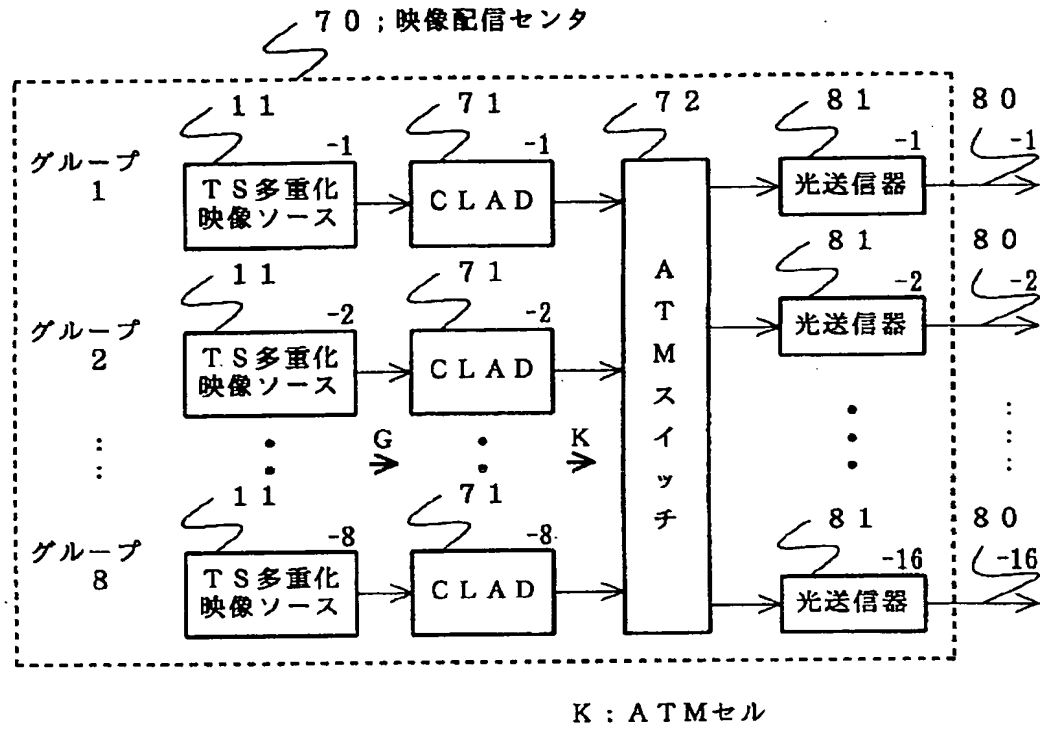 ７０；映像配信センタ
１１ ７１ ７２ ８１ ８０
グループ 1
-1 -1 -1 -1
ＴＳ多重化
映像ソース
ＣＬＡＤ
光送信器
１１ ７１ ８１ ８０
グループ 2
-2 -2 -2 -2
ＴＳ多重化
映像ソース
ＣＬＡＤ
ＡＴＭスイッチ
光送信器
Ｇ Ｋ
１１ ７１ ８１ ８０
グループ 8
-8 -8 -16 -16
ＴＳ多重化
映像ソース
ＣＬＡＤ
光送信器
Ｋ：ＡＴＭセル